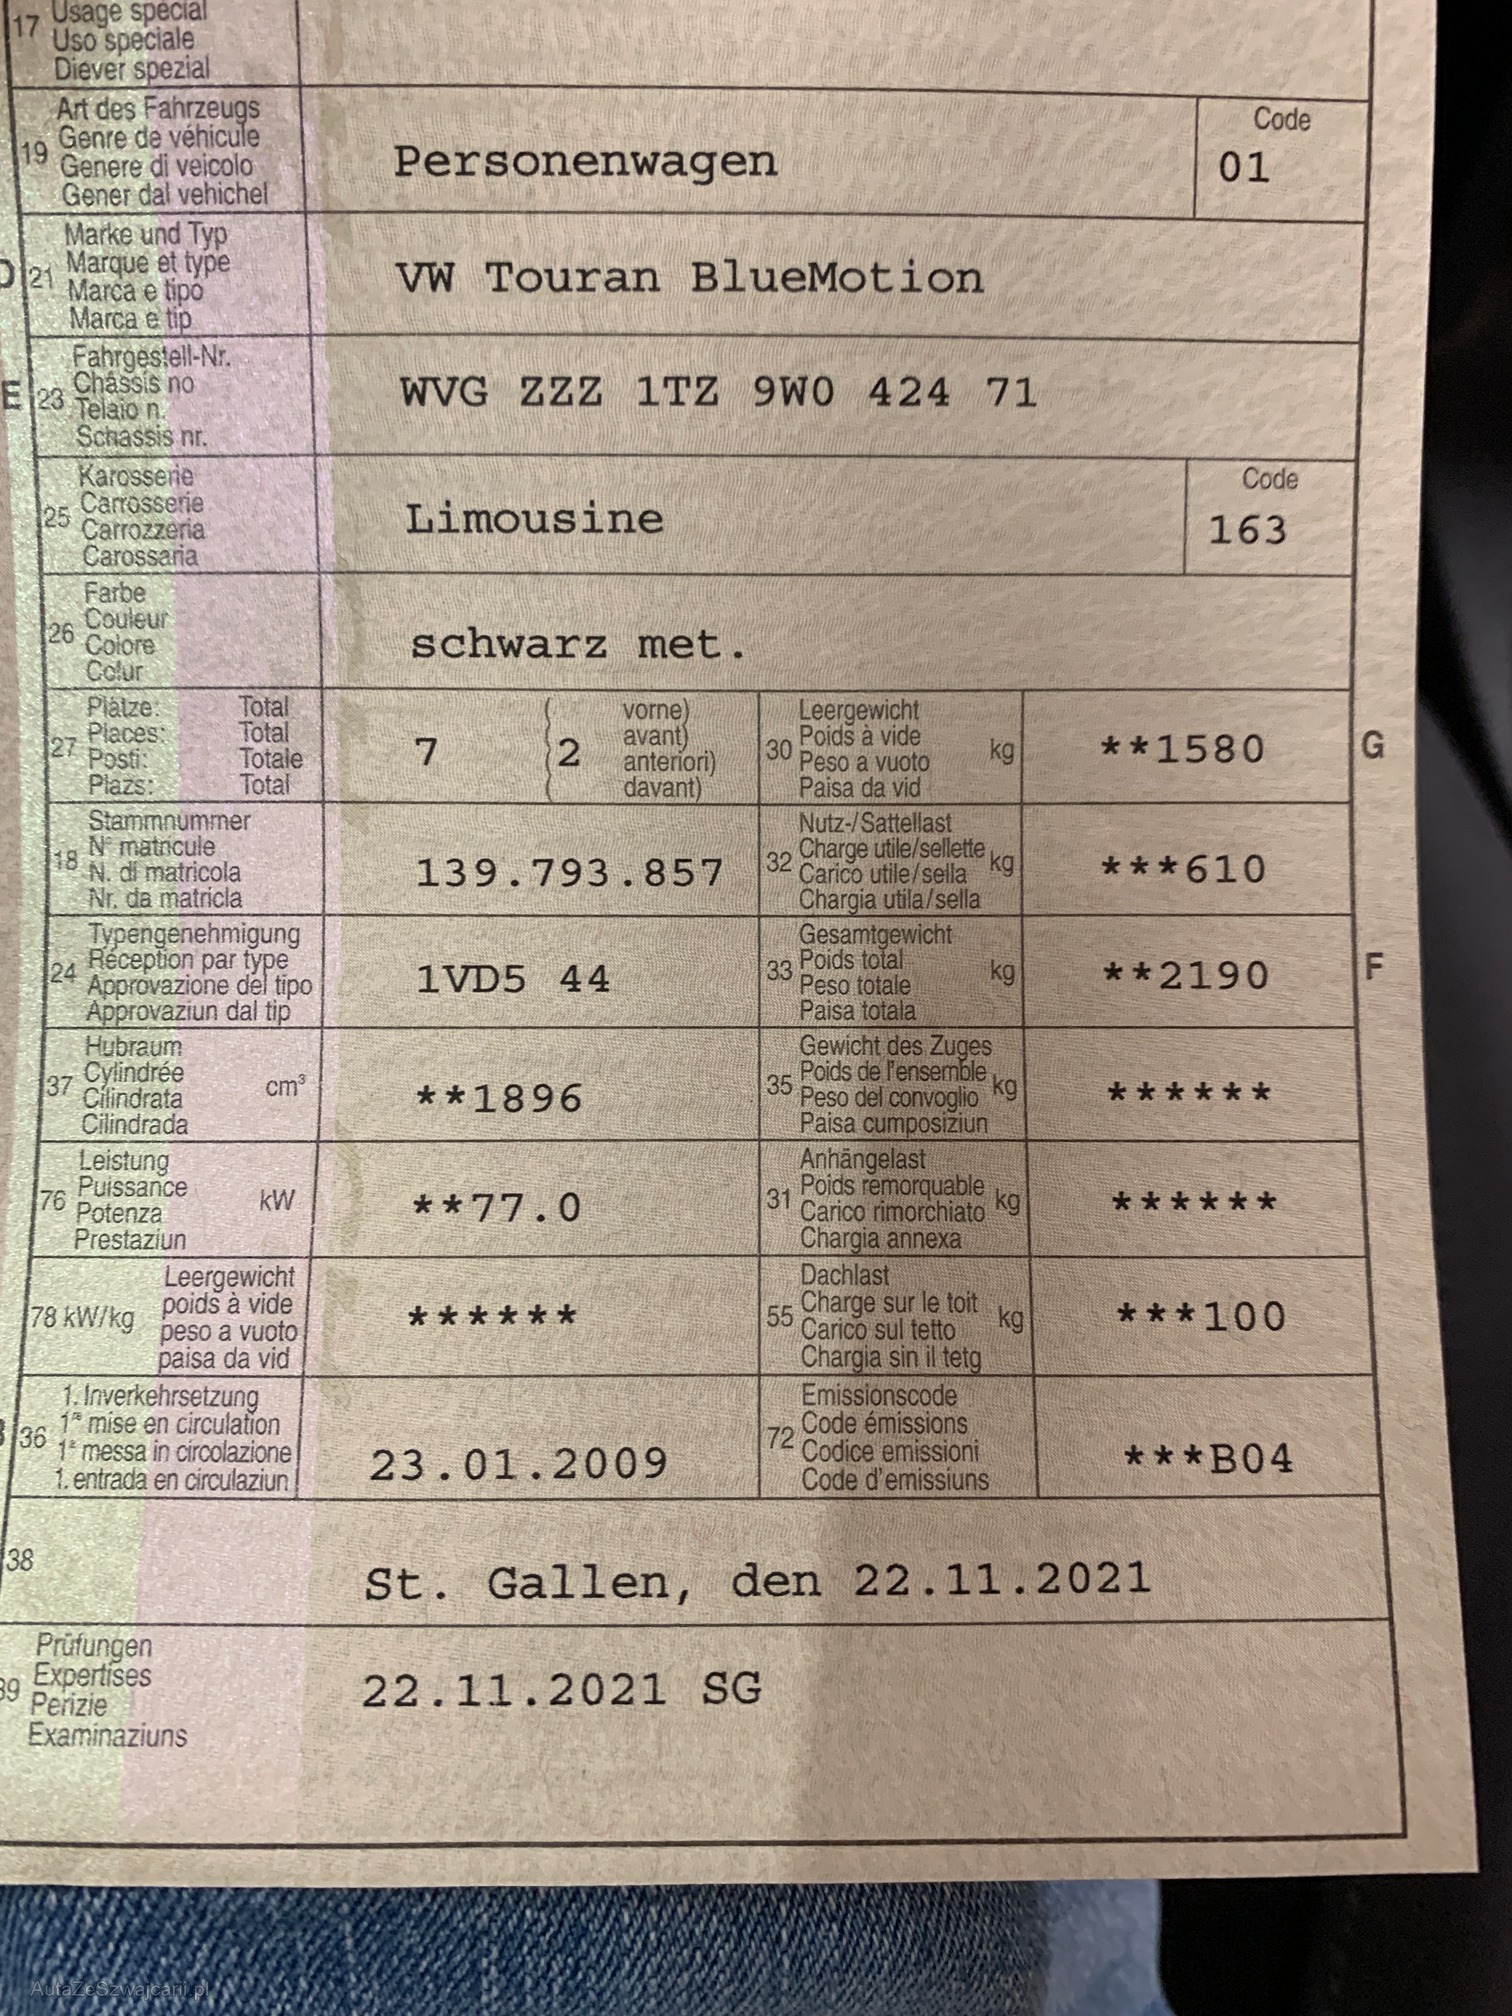 17 Usage spécial
Uso speciale
Diever spezial
19 Art des Fahrzeugs
Genre de véhicule
Genere di veicolo
Gener dal vehichel
Personenwagen
Code
01
D 21 Marke und Typ
Marque et type
Marca e tipo
Marca e tip
VW Touran BlueMotion
E 23 Fahrgestell-Nr.
Châssis no
Telaio n.
Schassis nr.
WVG ZZZ 1TZ 9W0 424 71
25 Karosserie
Carrosserie
Carrozzeria
Carossaria
Limousine
Code
163
26 Farbe
Couleur
Colore
Colur
schwarz met.
27 Plätze: Total
Places: Total
Posti: Totale
Plazs: Total
7
2
vorne)
avant)
anteriori)
davant)
30 Leergewicht
Poids à vide
Peso a vuoto
Paisa da vid
kg
**1580
G
18 Stammnummer
N° matricule
N. di matricola
Nr. da matricla
139.793.857
32 Nutz-/Sattellast
Charge utile/sellette
Carico utile/sella
Chargia utila/sella
kg
***610
24 Typengenehmigung
Réception par type
Approvazione del tipo
Approvaziun dal tip
1VD5 44
33 Gesamtgewicht
Poids total
Peso totale
Paisa totala
kg
**2190
F
37 Hubraum
Cylindrée
Cilindrata
Cilindrada
cm³
**1896
35 Gewicht des Zuges
Poids de l'ensemble
Peso del convoglio
Paisa cumposiziun
kg
******
76 Leistung
Puissance
Potenza
Prestaziun
kW
**77.0
31 Anhängelast
Poids remorquable
Carico rimorchiato
Chargia annexa
kg
******
78 kW/kg
Leergewicht
poids à vide
peso a vuoto
paisa da vid
******
55 Dachlast
Charge sur le toit
Carico sul tetto
Chargia sin il tetg
kg
***100
36 1. Inverkehrsetzung
1re mise en circulation
1a messa in circolazione
1. entrada en circulaziun
23.01.2009
72 Emissionscode
Code émissions
Codice emissioni
Code d'emissiuns
***B04
38
St. Gallen, den 22.11.2021
39 Prüfungen
Expertises
Perizie
Examinaziuns
22.11.2021 SG
AutaZeSzwajcarii.pl